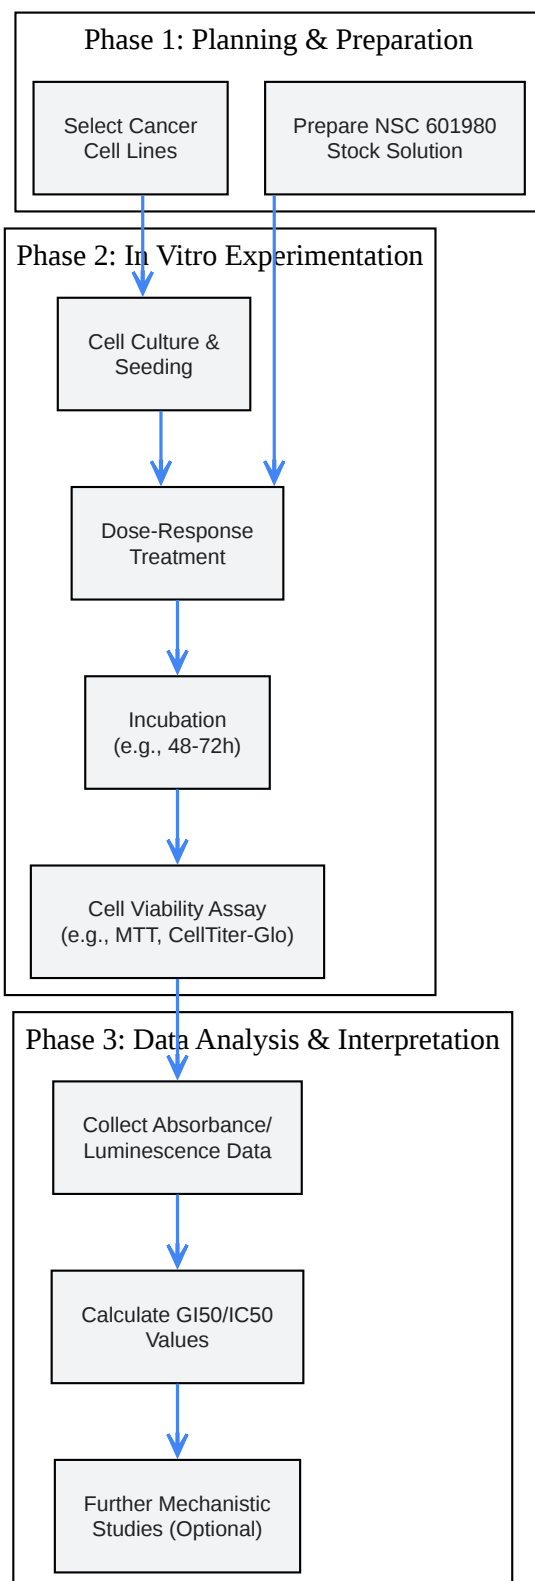 Phase 1: Planning & Preparation
Select Cancer
Cell Lines
Prepare NSC 601980
Stock Solution
Phase 2: In Vitro Experimentation
Cell Culture &
Seeding
Dose-Response
Treatment
Incubation
(e.g., 48-72h)
Cell Viability Assay
(e.g., MTT, CellTiter-Glo)
Phase 3: Data Analysis & Interpretation
Collect Absorbance/
Luminescence Data
Calculate GI50/IC50
Values
Further Mechanistic
Studies (Optional)